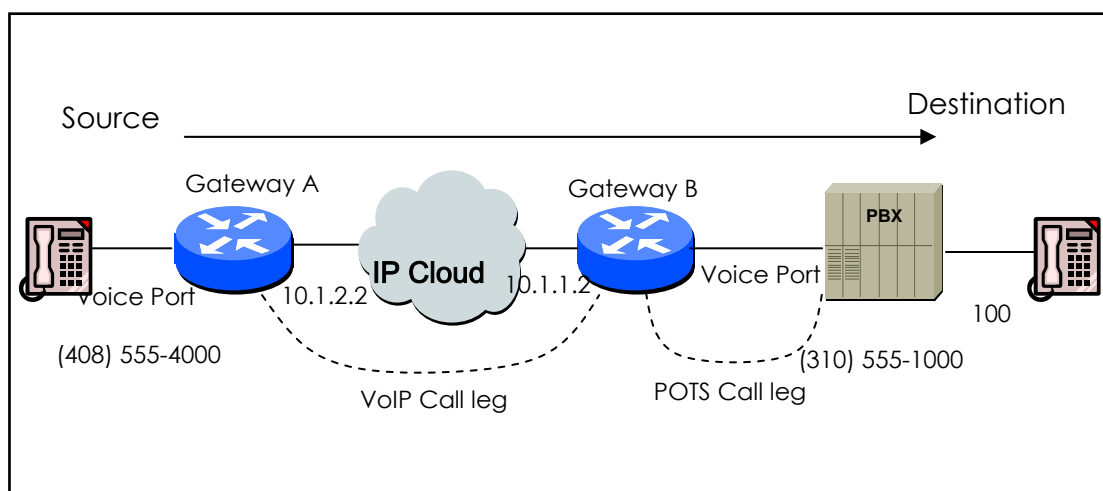 Source
Destination
Gateway A
Gateway B
PBX
IP Cloud
Voice Port
10.1.2.2
10.1.1.2
Voice Port
100
(408) 555-4000
(310) 555-1000
VoIP Call leg
POTS Call leg